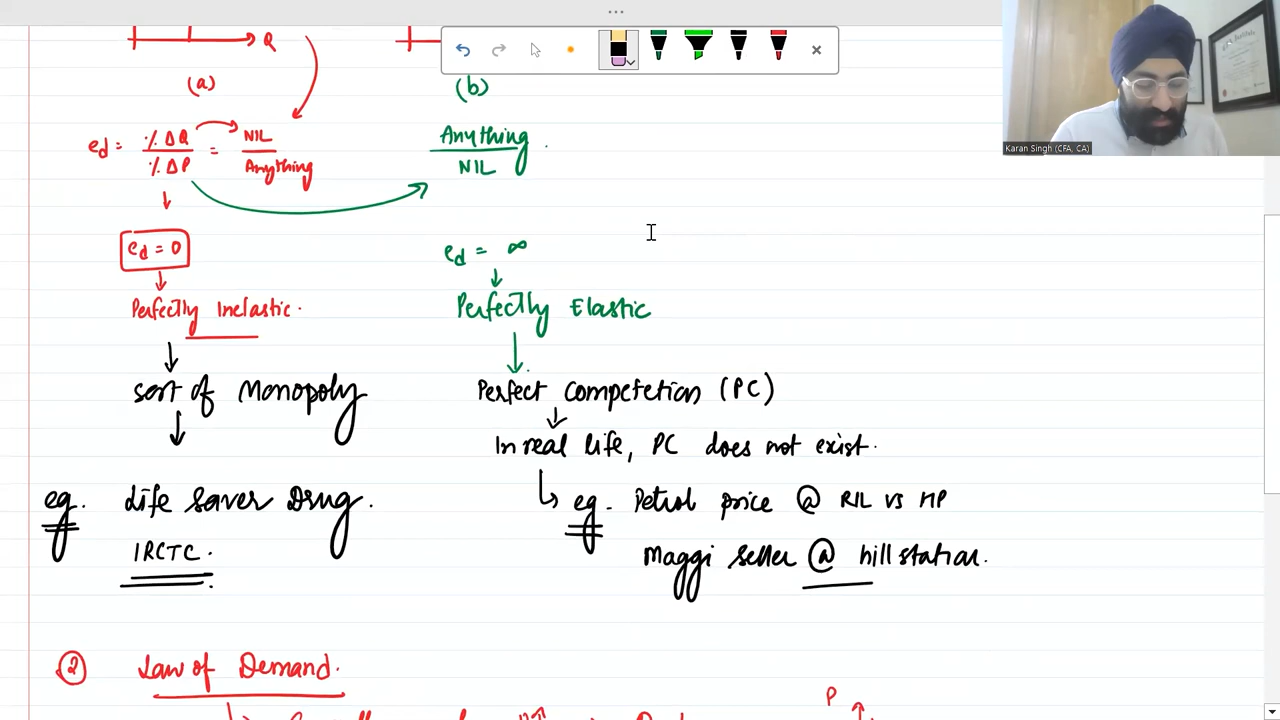 Q
(a)
(b)
ed = % ΔQ / % ΔP = NIL / Anything
Anything / NIL
ed = 0
ed = ∞
Perfectly Inelastic.
Perfectly Elastic
sort of Monopoly
Perfect Competetion (PC)
In real life, PC does not exist.
eg. Life Saver Drug.
IRCTC.
eg. Petrol price @ RIL vs HP
Maggi seller @ hill station.
② Law of Demand.
P
Karan Singh (CFA, CA)